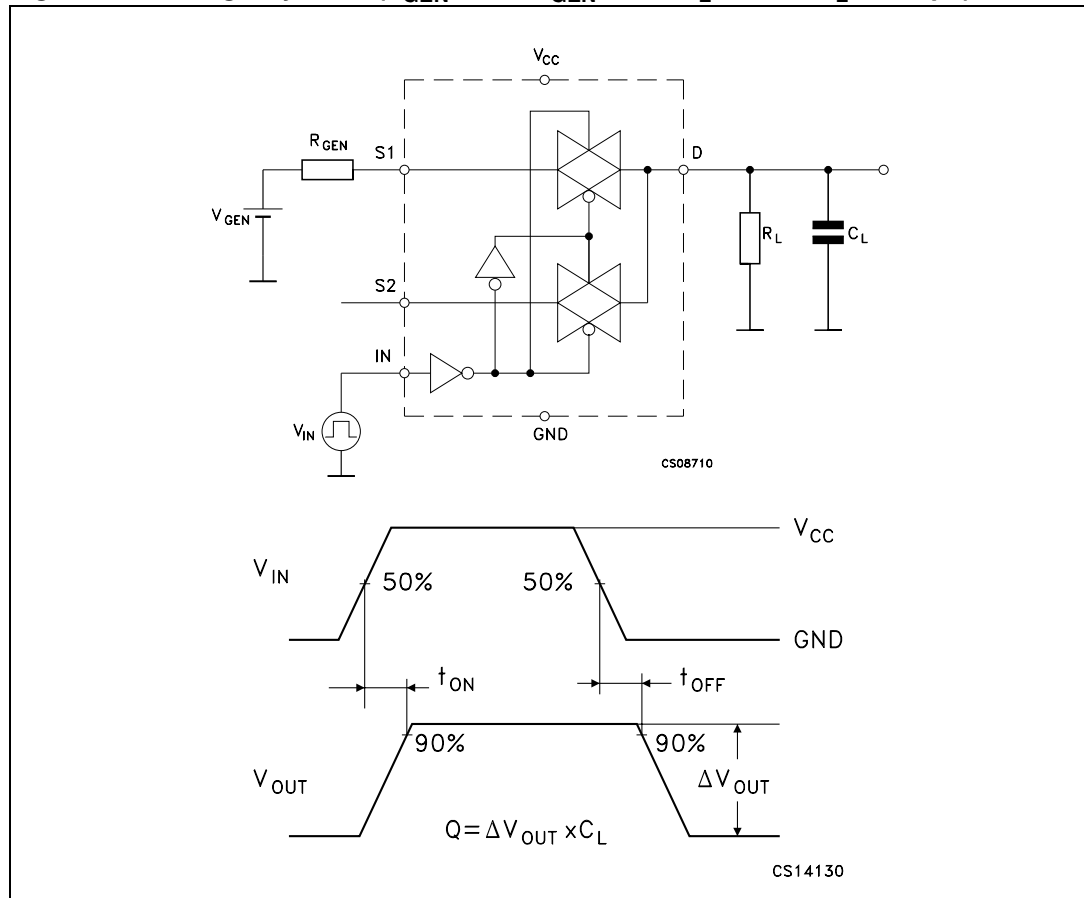 V_CC
R_GEN
S1
D
V_GEN
R_L
C_L
S2
IN
V_IN
GND
CS08710
V_CC
V_IN
50%
50%
GND
t_ON
t_OFF
90%
90%
V_OUT
ΔV_OUT
Q=ΔV_OUT xC_L
CS14130